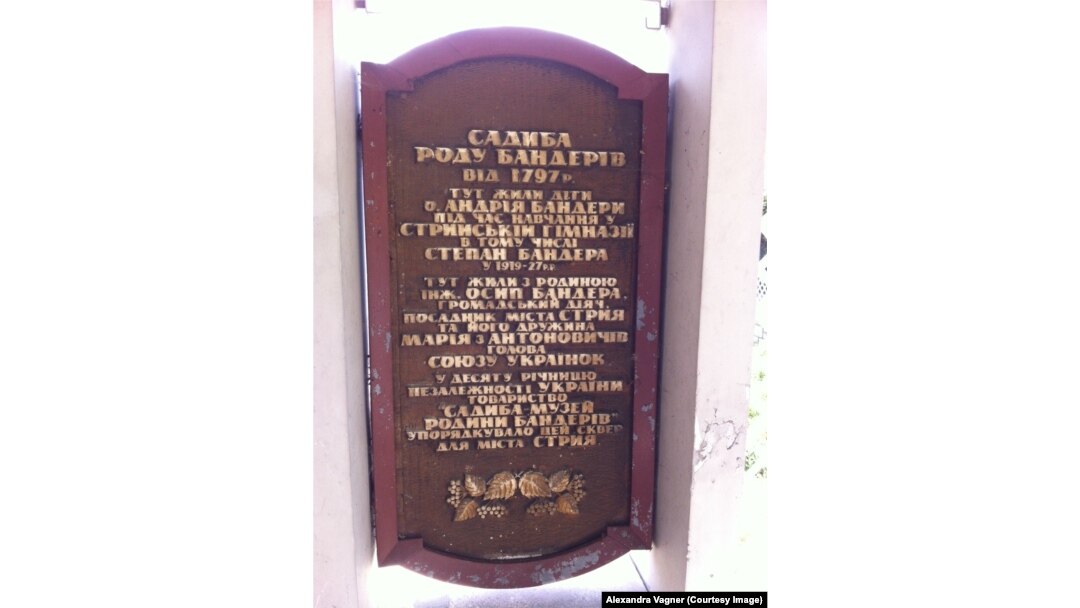 САДИБА
РОДУ БАНДЕРІВ
ВІД 1797 р.
ТУТ ЖИЛИ ДІТИ
о. АНДРІЯ БАНДЕРИ
ПІД ЧАС НАВЧАННЯ У
СТРИЙСЬКІЙ ГІМНАЗІЇ
В ТОМУ ЧИСЛІ
СТЕПАН БАНДЕРА
У 1919-27 р.р.
ТУТ ЖИЛИ З РОДИНОЮ
ІНЖ. ОСИП БАНДЕРА,
ГРОМАДСЬКИЙ ДІЯЧ,
ПОСАДНИК МІСТА СТРИЯ
ТА ЙОГО ДРУЖИНА
МАРІЯ З АНТОНОВИЧІВ
ГОЛОВА
СОЮЗУ УКРАЇНОК
У ДЕСЯТУ РІЧНИЦЮ
НЕЗАЛЕЖНОСТІ УКРАЇНИ
ТОВАРИСТВО
"САДИБА-МУЗЕЙ
РОДИНИ БАНДЕРІВ"
УПОРЯДКУВАЛО ЦЕЙ СКВЕР
ДЛЯ МІСТА СТРИЯ.
Alexandra Vagner (Courtesy Image)